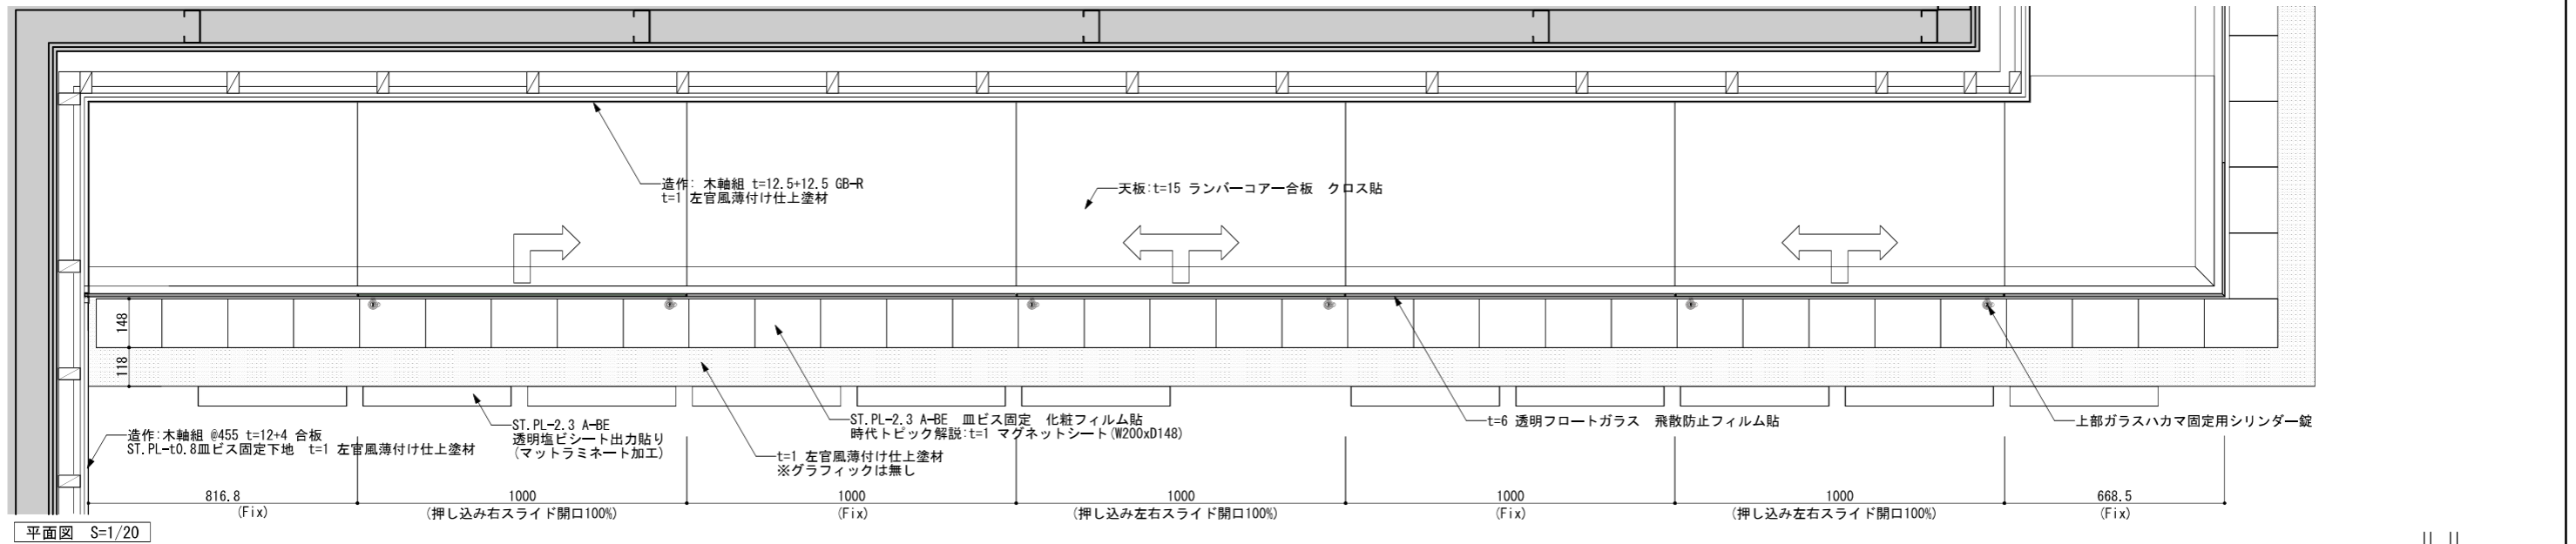 造作: 木軸組 t=12.5+12.5 GB-R
t=1 左官風薄付け仕上塗材
天板:t=15 ランバーコアー合板　クロス貼
148
118
造作:木軸組 @455 t=12+4 合板
ST.PL-t0.8皿ビス固定下地　t=1 左官風薄付け仕上塗材
ST.PL-2.3 A-BE
透明塩ビシート出力貼り
(マットラミネート加工)
ST.PL-2.3 A-BE　皿ビス固定　化粧フィルム貼
時代トピック解説:t=1 マグネットシート(W200xD148)
t=1 左官風薄付け仕上塗材
※グラフィックは無し
t=6 透明フロートガラス　飛散防止フィルム貼
上部ガラスハカマ固定用シリンダー錠
816.8
(Fix)
1000
(押し込み右スライド開口100%)
1000
(Fix)
1000
(押し込み左右スライド開口100%)
1000
(Fix)
1000
(押し込み左右スライド開口100%)
668.5
(Fix)
平面図　S=1/20